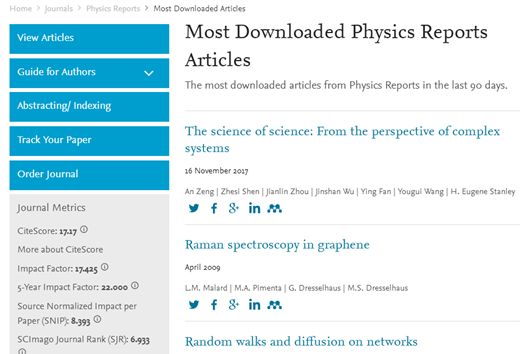 Home > Journals > Physics Reports > Most Downloaded Articles
View Articles
Guide for Authors
Abstracting/ Indexing
Track Your Paper
Order Journal
Journal Metrics
CiteScore: 17.17
More about CiteScore
Impact Factor: 17.425
5-Year Impact Factor: 22.000
Source Normalized Impact per
Paper (SNIP): 8.393
SCImago Journal Rank (SJR): 6.933
Most Downloaded Physics Reports
Articles
The most downloaded articles from Physics Reports in the last 90 days.
The science of science: From the perspective of complex
systems
16 November 2017
An Zeng | Zhesi Shen | Jianlin Zhou | Jinshan Wu | Ying Fan | Yougui Wang | H. Eugene Stanley
Raman spectroscopy in graphene
April 2009
L.M. Malard | M.A. Pimenta | G. Dresselhaus | M.S. Dresselhaus
Random walks and diffusion on networks